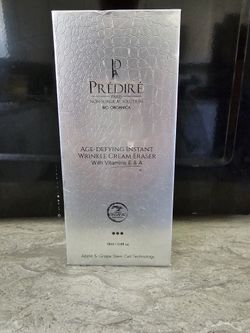 PRÉDIRÉ
PARIS
NON-SURGICAL SOLUTION
BIO ORGANICA
AGE-DEFYING INSTANT
WRINKLE CREAM ERASER
With Vitamins E & A
Apple & Grape Stem Cell Technology